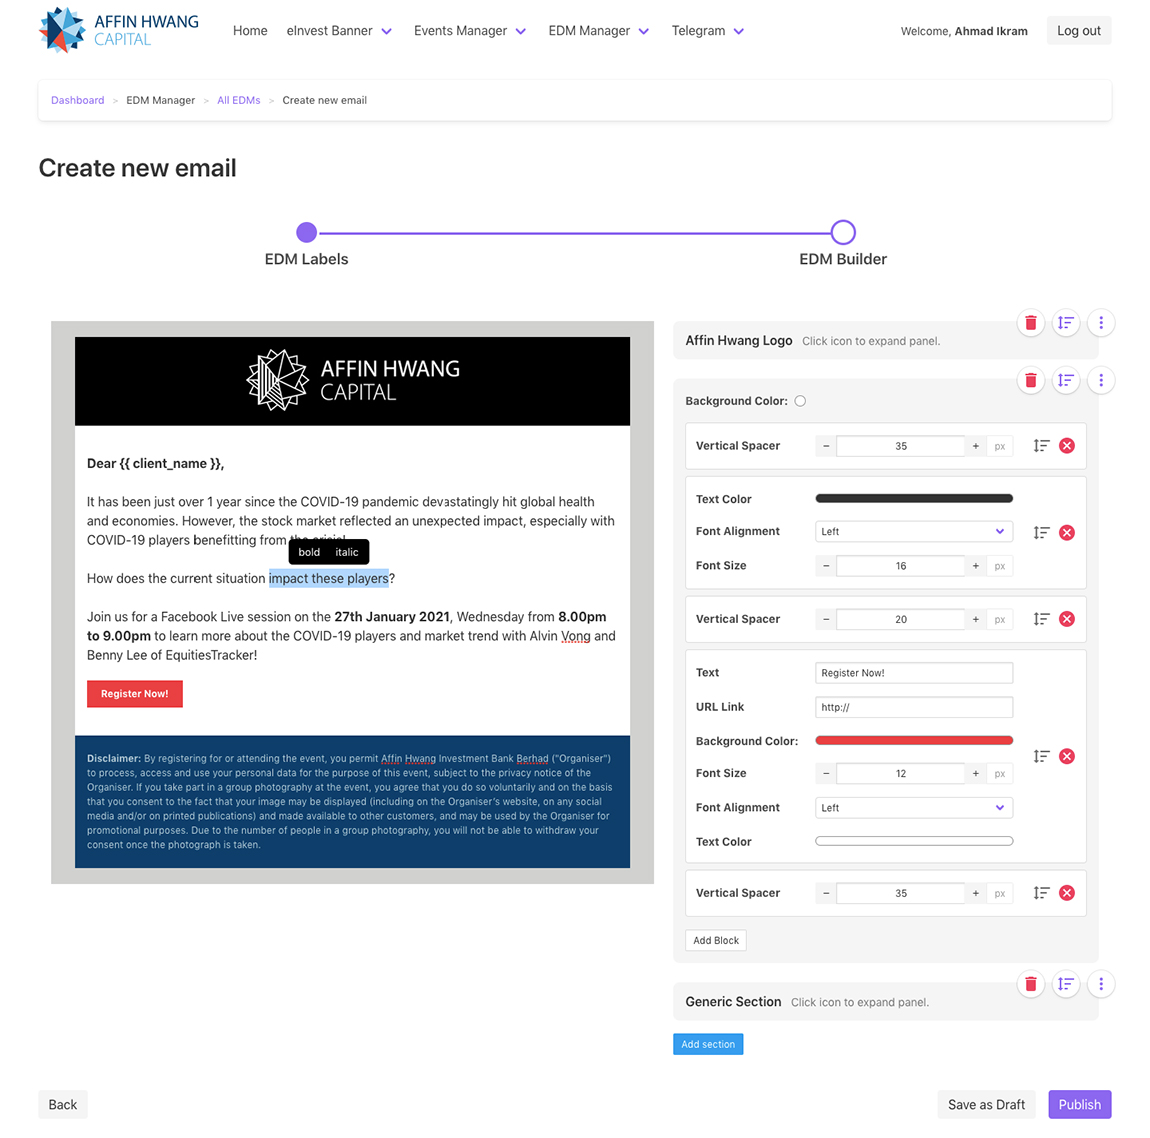 AFFIN HWANG
CAPITAL
Home
eInvest Banner
Events Manager
EDM Manager
Telegram
Welcome, Ahmad Ikram
Log out
Dashboard > EDM Manager > All EDMs > Create new email
Create new email
EDM Labels
EDM Builder
AFFIN HWANG
CAPITAL
Dear {{ client_name }},
It has been just over 1 year since the COVID-19 pandemic devastatingly hit global health
and economies. However, the stock market reflected an unexpected impact, especially with
COVID-19 players benefitting from the crisis!
bold italic
How does the current situation impact these players?
Join us for a Facebook Live session on the 27th January 2021, Wednesday from 8.00pm
to 9.00pm to learn more about the COVID-19 players and market trend with Alvin Vong and
Benny Lee of EquitiesTracker!
Register Now!
Disclaimer: By registering for or attending the event, you permit Affin Hwang Investment Bank Berhad ("Organiser")
to process, access and use your personal data for the purpose of this event, subject to the privacy notice of the
Organiser. If you take part in a group photography at the event, you agree that you do so voluntarily and on the basis
that you consent to the fact that your image may be displayed (including on the Organiser's website, on any social
media and/or on printed publications) and made available to other customers, and may be used by the Organiser for
promotional purposes. Due to the number of people in a group photography, you will not be able to withdraw your
consent once the photograph is taken.
Affin Hwang Logo Click icon to expand panel.
Background Color:
Vertical Spacer − 35 + px
Text Color
Font Alignment Left
Font Size − 16 + px
Vertical Spacer − 20 + px
Text Register Now!
URL Link http://
Background Color:
Font Size − 12 + px
Font Alignment Left
Text Color
Vertical Spacer − 35 + px
Add Block
Generic Section Click icon to expand panel.
Add section
Back
Save as Draft
Publish